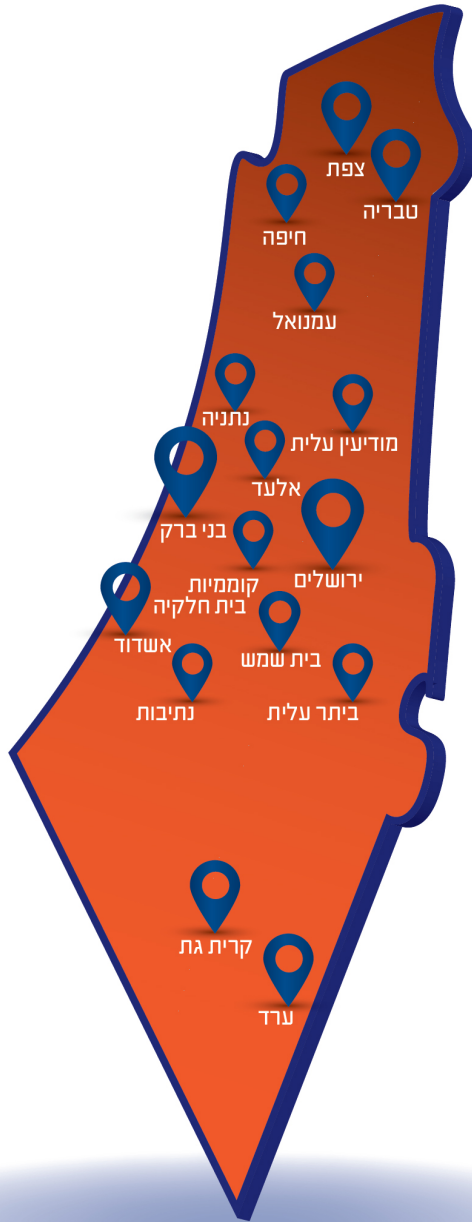 צפת
טבריה
חיפה
עמנואל
נתניה
מודיעין עלית
אלעד
בני ברק
ירושלים
קוממיות
בית חלקיה
אשדוד
בית שמש
ביתר עלית
נתיבות
קרית גת
ערד